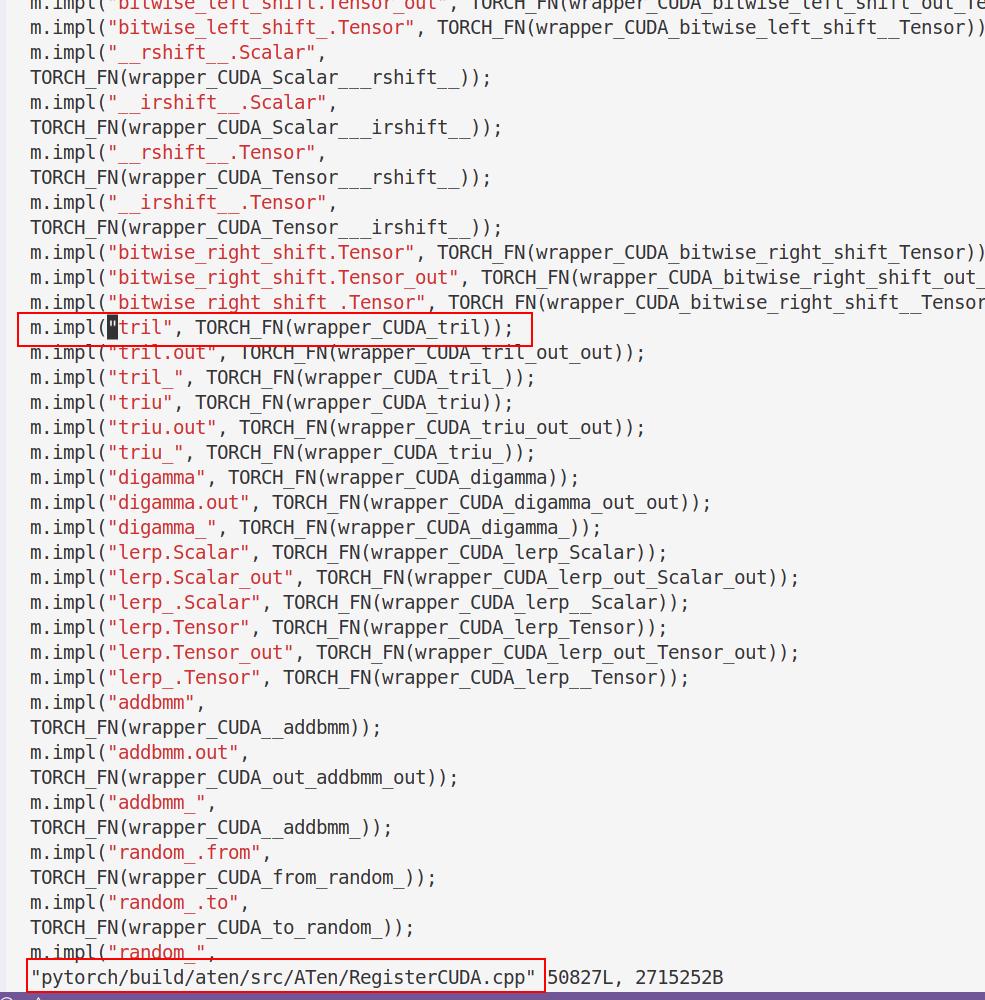 m.impl("bitwise_left_shift.Tensor_out", TORCH_FN(wrapper_CUDA_bitwise_left_shift_out_Te
m.impl("bitwise_left_shift_.Tensor", TORCH_FN(wrapper_CUDA_bitwise_left_shift__Tensor))
m.impl("__rshift__.Scalar",
TORCH_FN(wrapper_CUDA_Scalar___rshift__));
m.impl("__irshift__.Scalar",
TORCH_FN(wrapper_CUDA_Scalar___irshift__));
m.impl("__rshift__.Tensor",
TORCH_FN(wrapper_CUDA_Tensor___rshift__));
m.impl("__irshift__.Tensor",
TORCH_FN(wrapper_CUDA_Tensor___irshift__));
m.impl("bitwise_right_shift.Tensor", TORCH_FN(wrapper_CUDA_bitwise_right_shift_Tensor))
m.impl("bitwise_right_shift.Tensor_out", TORCH_FN(wrapper_CUDA_bitwise_right_shift_out_
m.impl("bitwise_right_shift_.Tensor", TORCH_FN(wrapper_CUDA_bitwise_right_shift__Tensor
m.impl("tril", TORCH_FN(wrapper_CUDA_tril));
m.impl("tril.out", TORCH_FN(wrapper_CUDA_tril_out_out));
m.impl("tril_", TORCH_FN(wrapper_CUDA_tril_));
m.impl("triu", TORCH_FN(wrapper_CUDA_triu));
m.impl("triu.out", TORCH_FN(wrapper_CUDA_triu_out_out));
m.impl("triu_", TORCH_FN(wrapper_CUDA_triu_));
m.impl("digamma", TORCH_FN(wrapper_CUDA_digamma));
m.impl("digamma.out", TORCH_FN(wrapper_CUDA_digamma_out_out));
m.impl("digamma_", TORCH_FN(wrapper_CUDA_digamma_));
m.impl("lerp.Scalar", TORCH_FN(wrapper_CUDA_lerp_Scalar));
m.impl("lerp.Scalar_out", TORCH_FN(wrapper_CUDA_lerp_out_Scalar_out));
m.impl("lerp_.Scalar", TORCH_FN(wrapper_CUDA_lerp__Scalar));
m.impl("lerp.Tensor", TORCH_FN(wrapper_CUDA_lerp_Tensor));
m.impl("lerp.Tensor_out", TORCH_FN(wrapper_CUDA_lerp_out_Tensor_out));
m.impl("lerp_.Tensor", TORCH_FN(wrapper_CUDA_lerp__Tensor));
m.impl("addbmm",
TORCH_FN(wrapper_CUDA__addbmm));
m.impl("addbmm.out",
TORCH_FN(wrapper_CUDA_out_addbmm_out));
m.impl("addbmm_",
TORCH_FN(wrapper_CUDA__addbmm_));
m.impl("random_.from",
TORCH_FN(wrapper_CUDA_from_random_));
m.impl("random_.to",
TORCH_FN(wrapper_CUDA_to_random_));
m.impl("random_",
"pytorch/build/aten/src/ATen/RegisterCUDA.cpp" 50827L, 2715252B